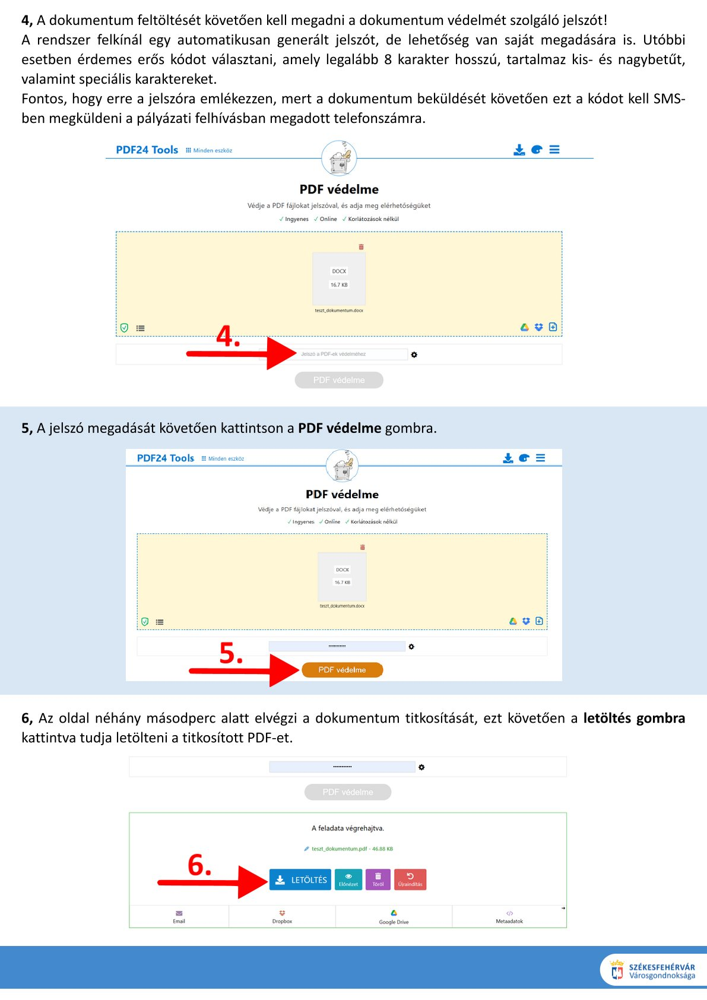 4, A dokumentum feltöltését követően kell megadni a dokumentum védelmét szolgáló jelszót!
A rendszer felkínál egy automatikusan generált jelszót, de lehetőség van saját megadására is. Utóbbi
esetben érdemes erős kódot választani, amely legalább 8 karakter hosszú, tartalmaz kis- és nagybetűt,
valamint speciális karaktereket.
Fontos, hogy erre a jelszóra emlékezzen, mert a dokumentum beküldését követően ezt a kódot kell SMS-
ben megküldeni a pályázati felhívásban megadott telefonszámra.
PDF24 Tools Minden eszköz
PDF védelme
Védje a PDF fájlokat jelszóval, és adja meg elérhetőségüket
✓ Ingyenes ✓ Online ✓ Korlátozások nélkül
DOCX
16.7 KB
teszt_dokumentum.docx
4.
Jelszó a PDF-ek védelméhez
PDF védelme
5, A jelszó megadását követően kattintson a PDF védelme gombra.
PDF24 Tools Minden eszköz
PDF védelme
Védje a PDF fájlokat jelszóval, és adja meg elérhetőségüket
✓ Ingyenes ✓ Online ✓ Korlátozások nélkül
DOCX
16.7 KB
teszt_dokumentum.docx
5.
PDF védelme
6, Az oldal néhány másodperc alatt elvégzi a dokumentum titkosítását, ezt követően a letöltés gombra
kattintva tudja letölteni a titkosított PDF-et.
PDF védelme
A feladata végrehajtva.
teszt_dokumentum.pdf - 46.88 KB
6.
LETÖLTÉS Előnézet Töröl Újraindítás
Email Dropbox Google Drive Metaadatok
SZÉKESFEHÉRVÁR
Városgondnoksága